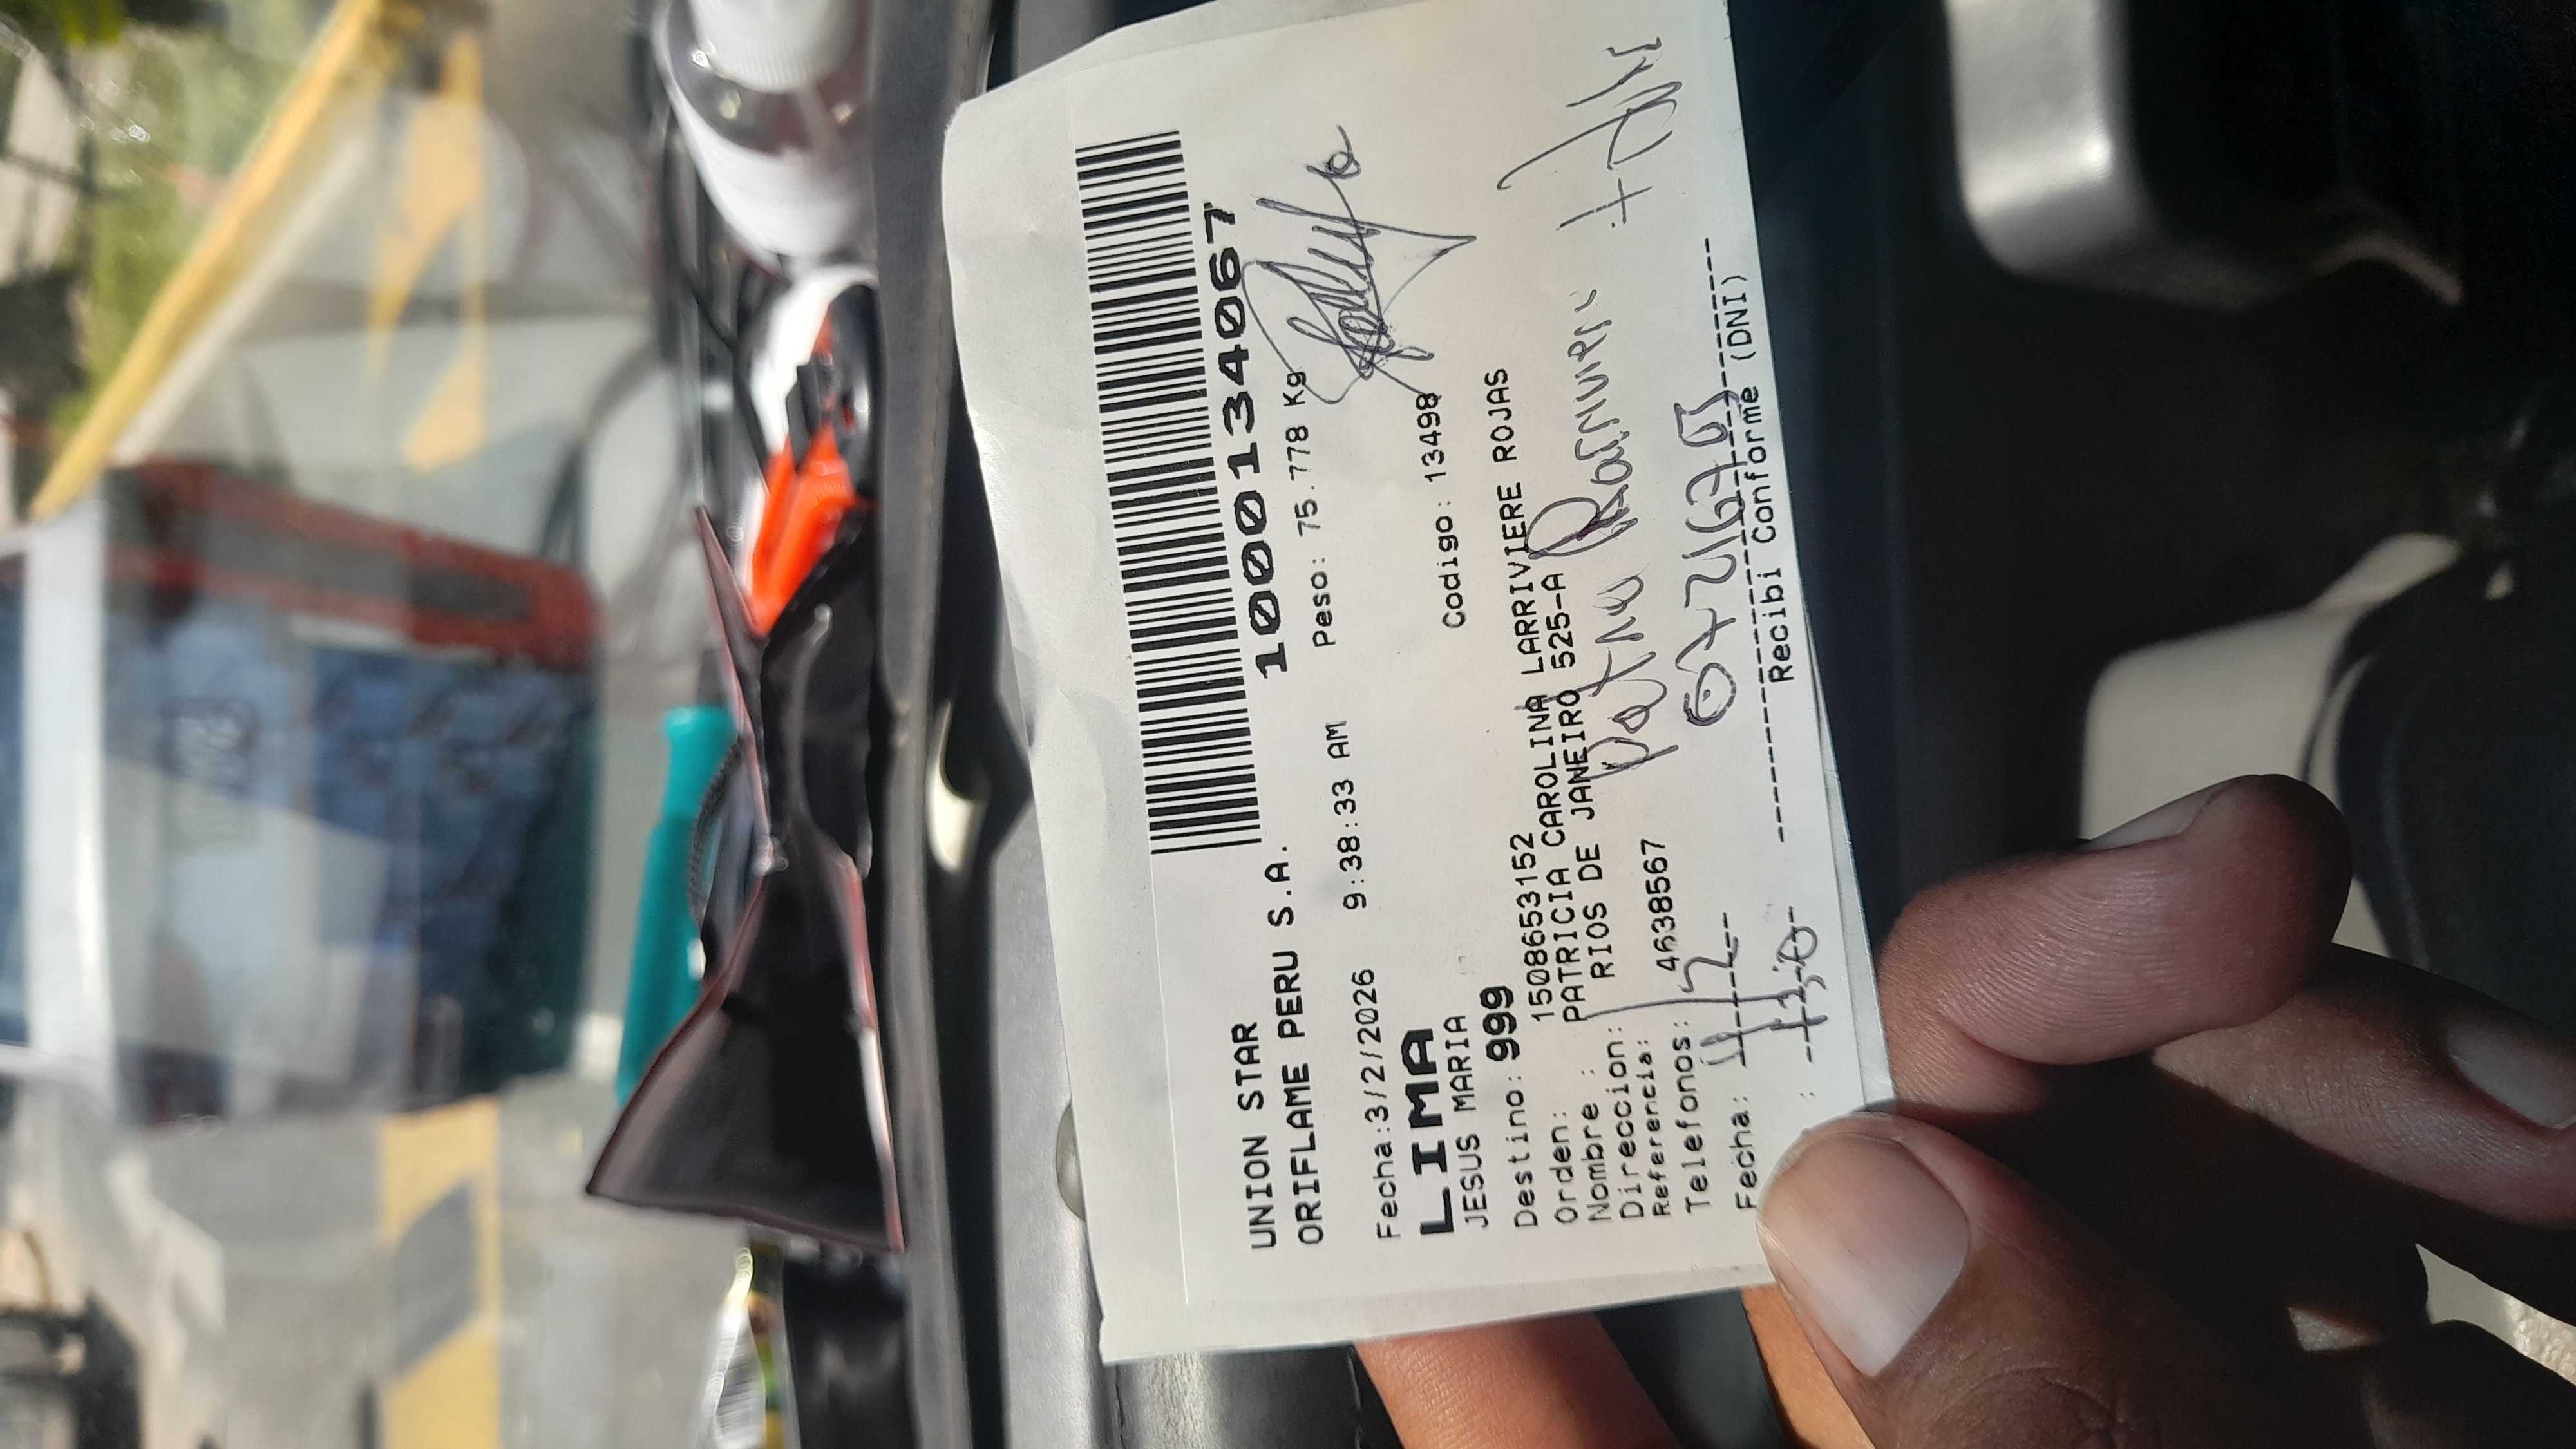 1000134067
UNION STAR
ORIFLAME PERU S.A.
Peso: 75.778 Kg
Fecha:3/2/2026 9:38:33 AM
LIMA
JESUS MARIA
Codigo: 13498
Destino: 999
Orden: 15086653152
Nombre : PATRICIA CAROLINA LARRIVIERE ROJAS
Direccion: RIOS DE JANEIRO 525-A
Referencia:
Telefonos: 4638567
Fecha:
Recibi Conforme (DNI)